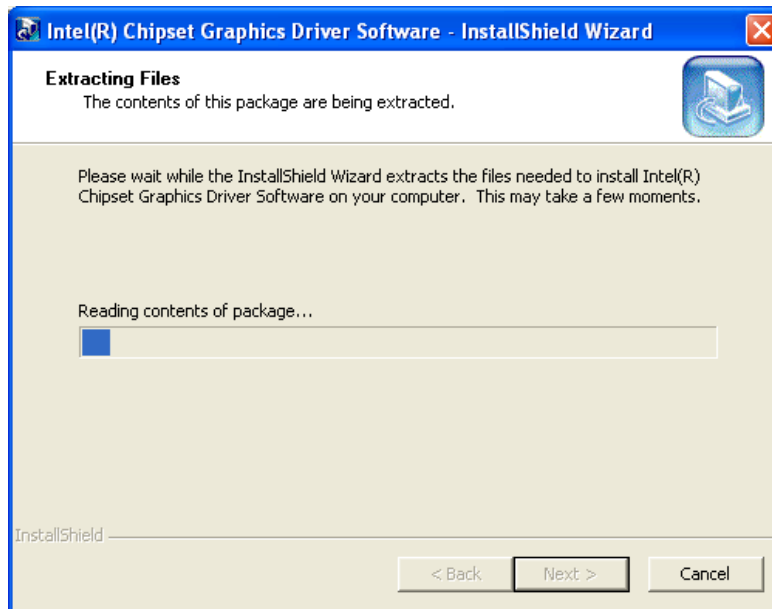 Intel(R) Chipset Graphics Driver Software - InstallShield Wizard
Extracting Files
The contents of this package are being extracted.
Please wait while the InstallShield Wizard extracts the files needed to install Intel(R)
Chipset Graphics Driver Software on your computer.  This may take a few moments.
Reading contents of package...
InstallShield
< Back
Next >
Cancel